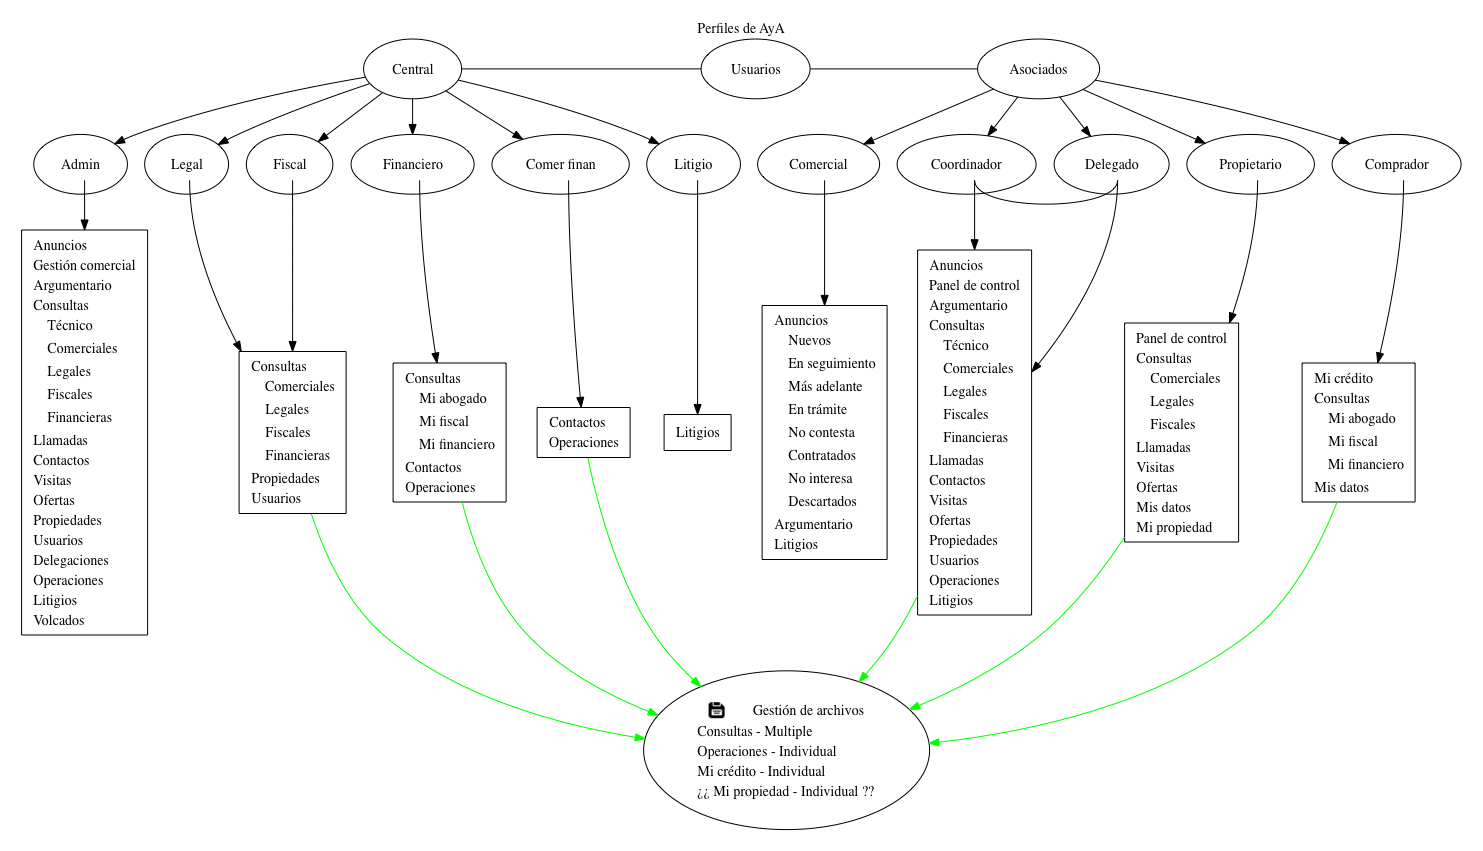 Perfiles de AyA
Central
Usuarios
Asociados
Admin
Legal
Fiscal
Financiero
Comer finan
Litigio
Comercial
Coordinador
Delegado
Propietario
Comprador
Anuncios
Gestión comercial
Argumentario
Consultas
Técnico
Comerciales
Legales
Fiscales
Financieras
Llamadas
Contactos
Visitas
Ofertas
Propiedades
Usuarios
Delegaciones
Operaciones
Litigios
Volcados
Consultas
Comerciales
Legales
Fiscales
Financieras
Propiedades
Usuarios
Consultas
Mi abogado
Mi fiscal
Mi financiero
Contactos
Operaciones
Contactos
Operaciones
Litigios
Anuncios
Nuevos
En seguimiento
Más adelante
En trámite
No contesta
Contratados
No interesa
Descartados
Argumentario
Litigios
Anuncios
Panel de control
Argumentario
Consultas
Técnico
Comerciales
Legales
Fiscales
Financieras
Llamadas
Contactos
Visitas
Ofertas
Propiedades
Usuarios
Operaciones
Litigios
Panel de control
Consultas
Comerciales
Legales
Fiscales
Llamadas
Visitas
Ofertas
Mis datos
Mi propiedad
Mi crédito
Consultas
Mi abogado
Mi fiscal
Mi financiero
Mis datos
Gestión de archivos
Consultas - Multiple
Operaciones - Individual
Mi crédito - Individual
¿¿ Mi propiedad - Individual ??